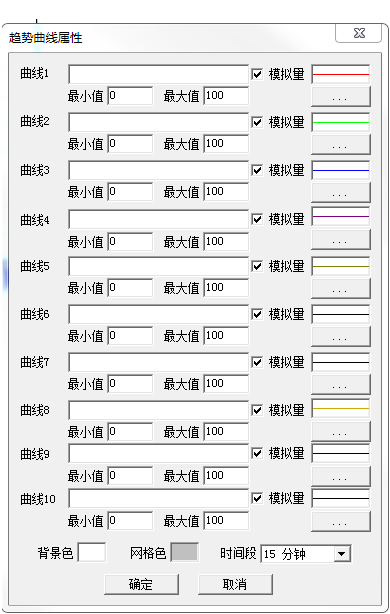 趋势曲线属性
曲线1 模拟量
最小值 0 最大值 100 ...
曲线2 模拟量
最小值 0 最大值 100 ...
曲线3 模拟量
最小值 0 最大值 100 ...
曲线4 模拟量
最小值 0 最大值 100 ...
曲线5 模拟量
最小值 0 最大值 100 ...
曲线6 模拟量
最小值 0 最大值 100 ...
曲线7 模拟量
最小值 0 最大值 100 ...
曲线8 模拟量
最小值 0 最大值 100 ...
曲线9 模拟量
最小值 0 最大值 100 ...
曲线10 模拟量
最小值 0 最大值 100 ...
背景色 网格色 时间段 15 分钟
确定 取消